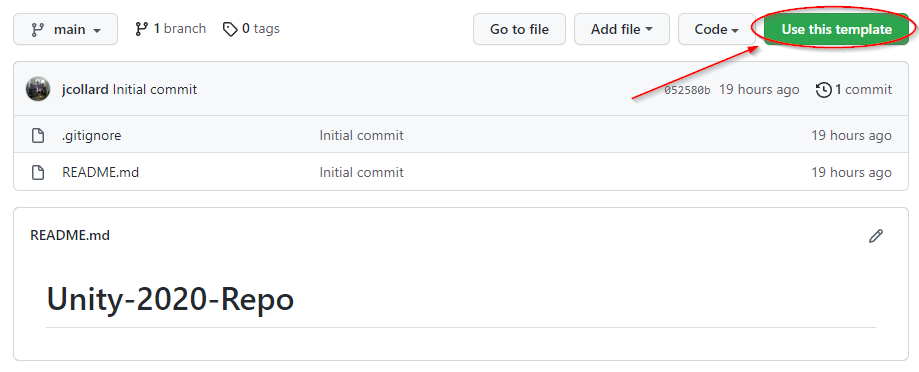 main 1 branch 0 tags Go to file Add file Code Use this template
jcollard Initial commit 052580b 19 hours ago 1 commit
.gitignore Initial commit 19 hours ago
README.md Initial commit 19 hours ago
README.md
Unity-2020-Repo